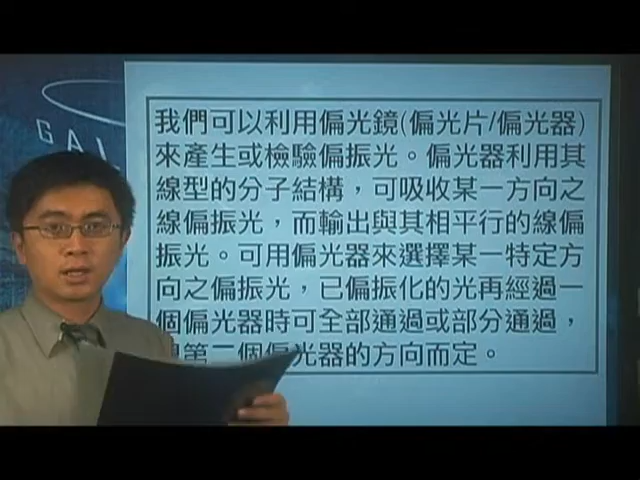 GAL
我們可以利用偏光鏡(偏光片/偏光器)
來產生或檢驗偏振光。偏光器利用其
線型的分子結構，可吸收某一方向之
線偏振光，而輸出與其相平行的線偏
振光。可用偏光器來選擇某一特定方
向之偏振光，已偏振化的光再經過一
個偏光器時可全部通過或部分通過，
第二個偏光器的方向而定。